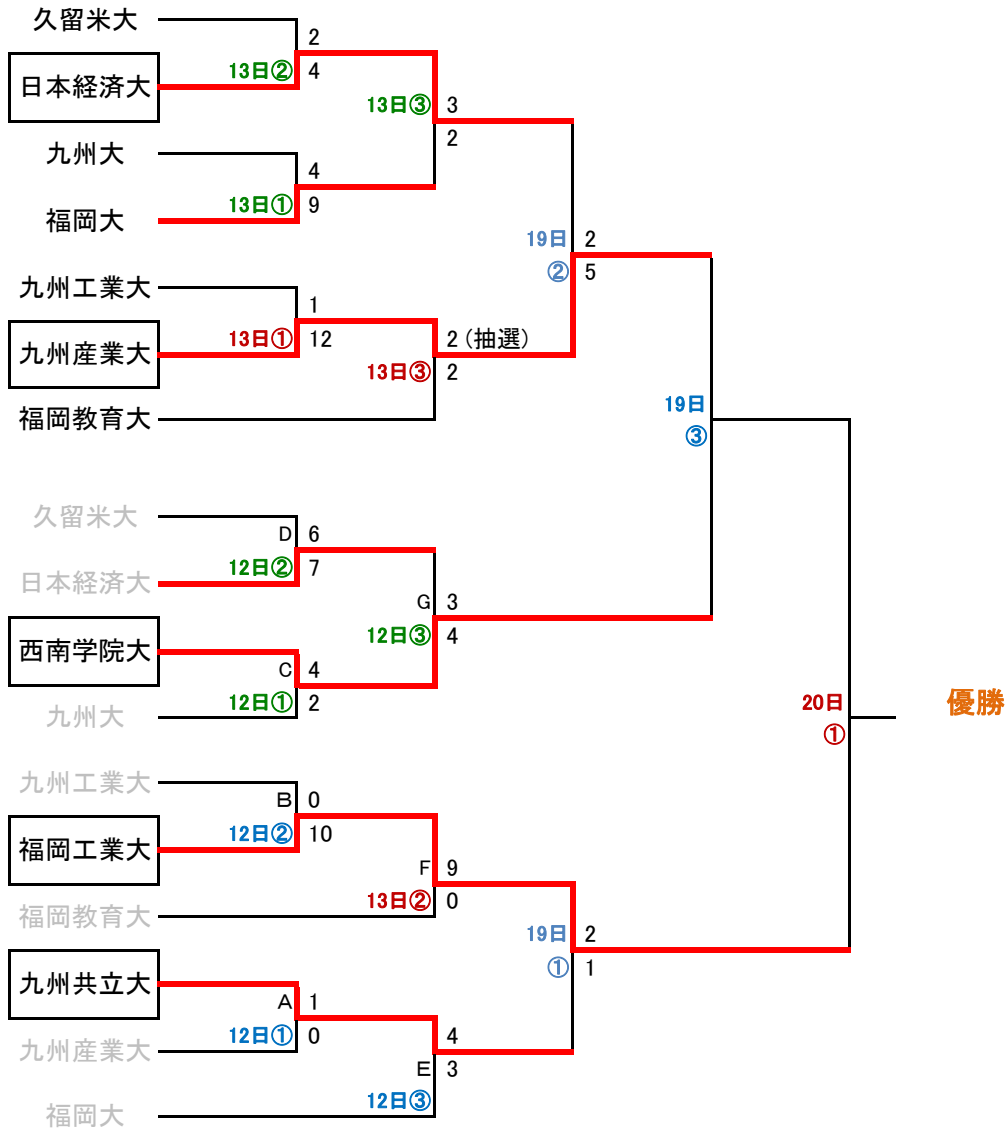 久留米大
2
13日② 4
日本経済大
13日③ 3
2
九州大
4
13日① 9
福岡大
19日 2
② 5
九州工業大
1
13日① 12
九州産業大
2 (抽選)
13日③ 2
福岡教育大
19日
③
久留米大
D 6
12日② 7
日本経済大
G 3
12日③ 4
西南学院大
C 4
12日① 2
九州大
20日
①
優勝
九州工業大
B 0
12日② 10
福岡工業大
F 9
13日② 0
福岡教育大
19日 2
① 1
九州共立大
A 1
12日① 0
九州産業大
4
E 3
12日③
福岡大